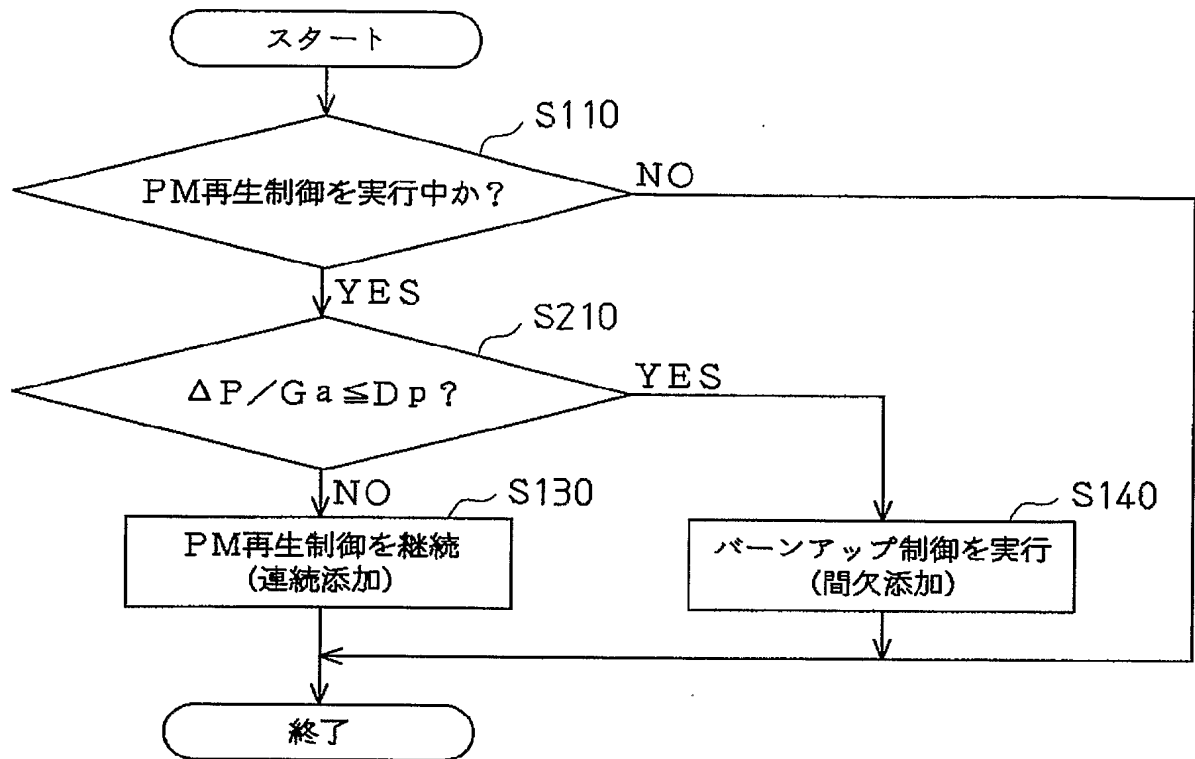 スタート
S110
PM再生制御を実行中か?
NO
YES
S210
ΔP/Ga≦Dp?
YES
NO
S130
S140
PM再生制御を継続
(連続添加)
バーンアップ制御を実行
(間欠添加)
終了